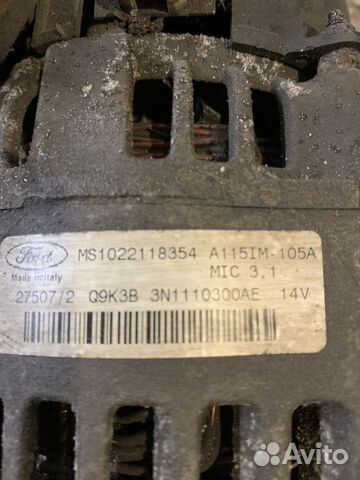 Ford
Made in Italy
MS1022118354 A115IM-105A
MIC 3,1
27507/2 Q9K3B 3N1110300AE 14V
Avito